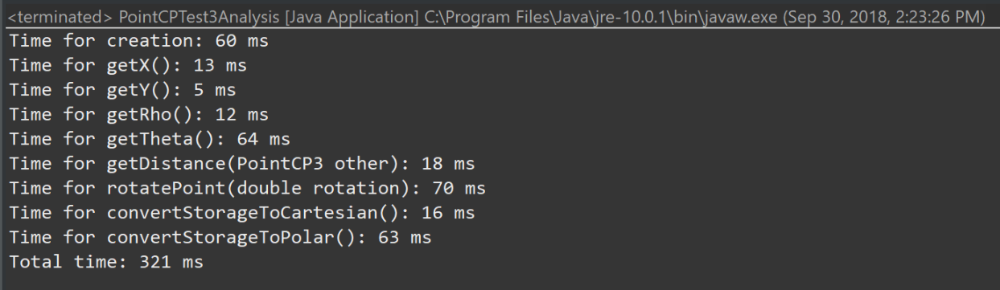 <terminated> PointCPTest3Analysis [Java Application] C:\Program Files\Java\jre-10.0.1\bin\javaw.exe (Sep 30, 2018, 2:23:26 PM)
Time for creation: 60 ms
Time for getX(): 13 ms
Time for getY(): 5 ms
Time for getRho(): 12 ms
Time for getTheta(): 64 ms
Time for getDistance(PointCP3 other): 18 ms
Time for rotatePoint(double rotation): 70 ms
Time for convertStorageToCartesian(): 16 ms
Time for convertStorageToPolar(): 63 ms
Total time: 321 ms